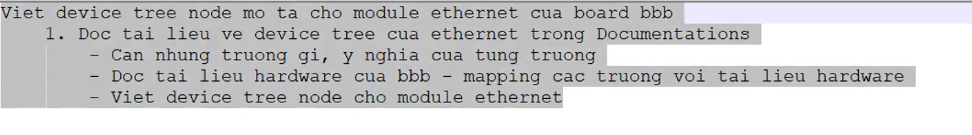 Viet device tree node mo ta cho module ethernet cua board bbb
1. Doc tai lieu ve device tree cua ethernet trong Documentations
- Can nhung truong gi, y nghia cua tung truong
- Doc tai lieu hardware cua bbb - mapping cac truong voi tai lieu hardware
- Viet device tree node cho module ethernet